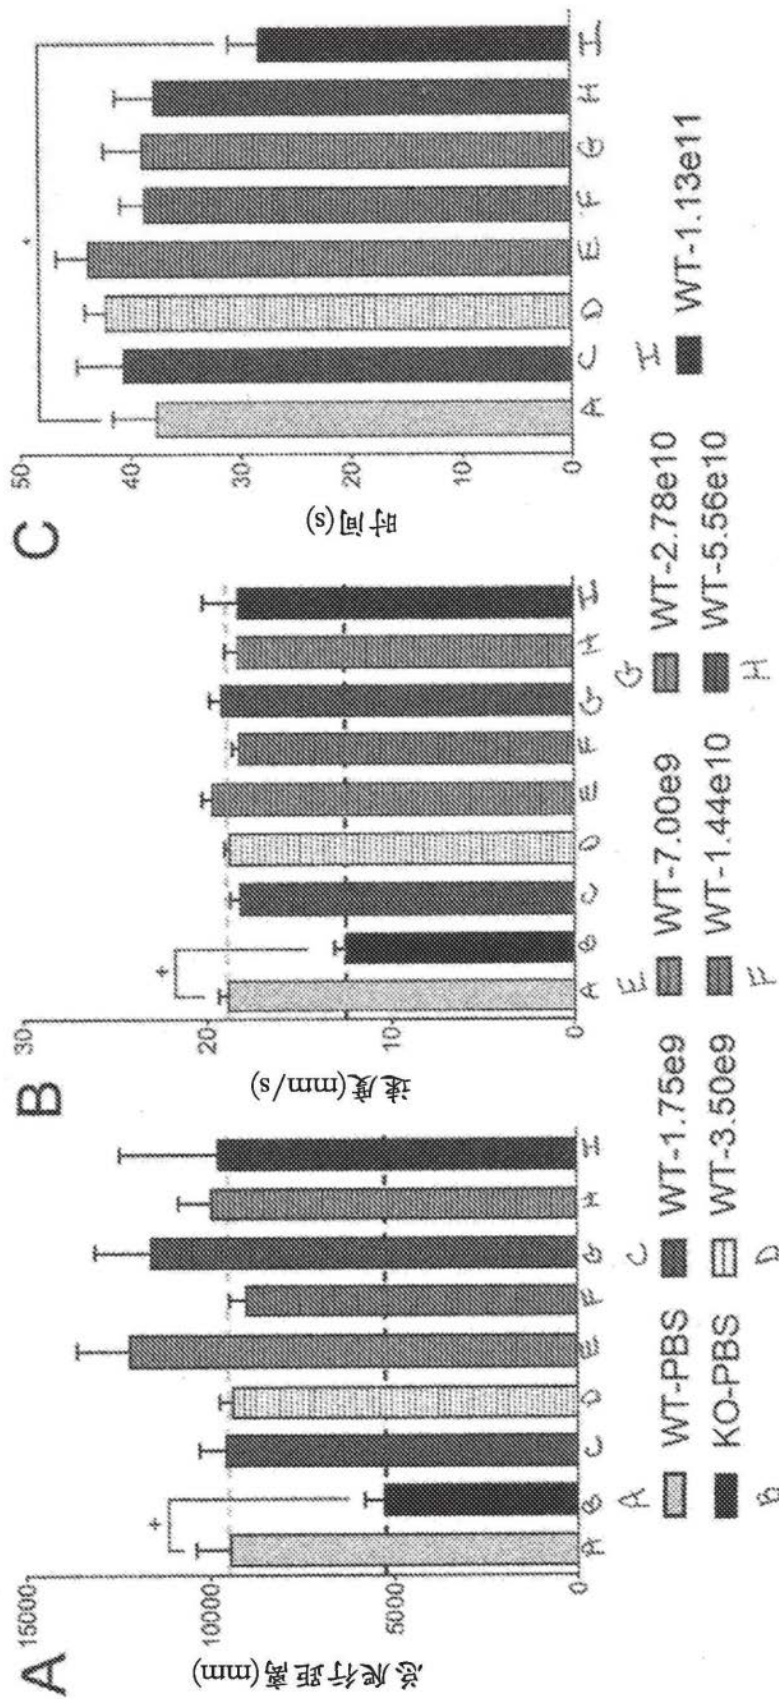 A
总爬行距离(mm)
15000
10000
5000
0
+
A B C D E F G H I
B
速度(mm/s)
30
20
10
0
+
A B C D E F G H I
C
时间(s)
50
40
30
20
10
0
*
A C D E F G H I
A WT-PBS
B KO-PBS
C WT-1.75e9
D WT-3.50e9
E WT-7.00e9
F WT-1.44e10
G WT-2.78e10
H WT-5.56e10
I WT-1.13e11